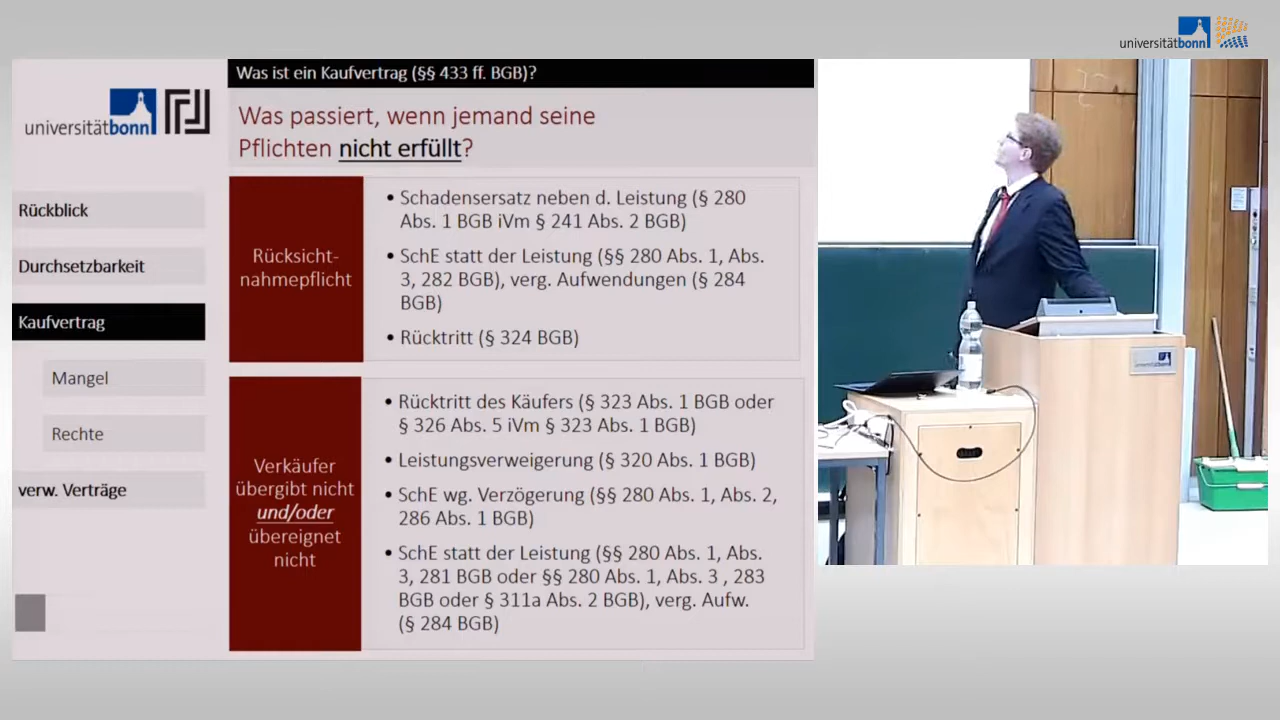 universitätbonn
Was ist ein Kaufvertrag (§§ 433 ff. BGB)?
universitätbonn
Was passiert, wenn jemand seine
Pflichten nicht erfüllt?
Rückblick
Durchsetzbarkeit
Kaufvertrag
Mangel
Rechte
verw. Verträge
Rücksicht-
nahmepflicht
• Schadensersatz neben d. Leistung (§ 280
Abs. 1 BGB iVm § 241 Abs. 2 BGB)
• SchE statt der Leistung (§§ 280 Abs. 1, Abs.
3, 282 BGB), verg. Aufwendungen (§ 284
BGB)
• Rücktritt (§ 324 BGB)
Verkäufer
übergibt nicht
und/oder
übereignet
nicht
• Rücktritt des Käufers (§ 323 Abs. 1 BGB oder
§ 326 Abs. 5 iVm § 323 Abs. 1 BGB)
• Leistungsverweigerung (§ 320 Abs. 1 BGB)
• SchE wg. Verzögerung (§§ 280 Abs. 1, Abs. 2,
286 Abs. 1 BGB)
• SchE statt der Leistung (§§ 280 Abs. 1, Abs.
3, 281 BGB oder §§ 280 Abs. 1, Abs. 3 , 283
BGB oder § 311a Abs. 2 BGB), verg. Aufw.
(§ 284 BGB)
universitätbonn